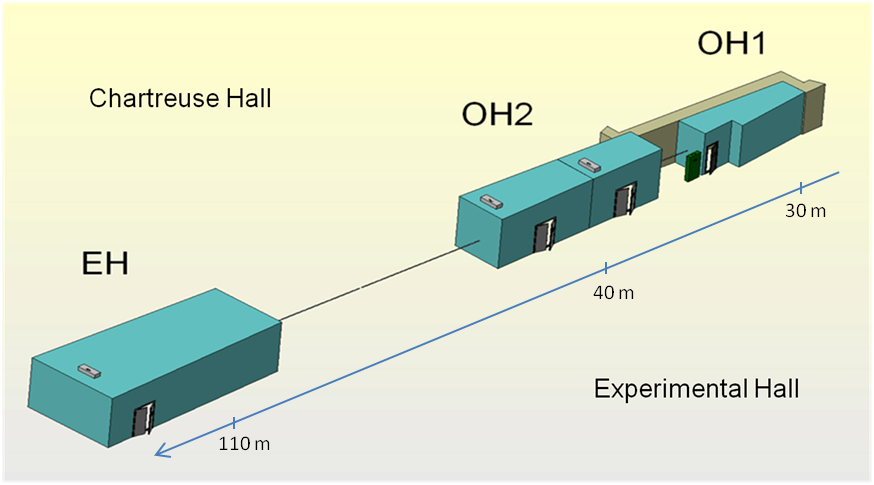 OH1
Chartreuse Hall
OH2
30 m
EH
40 m
Experimental Hall
110 m